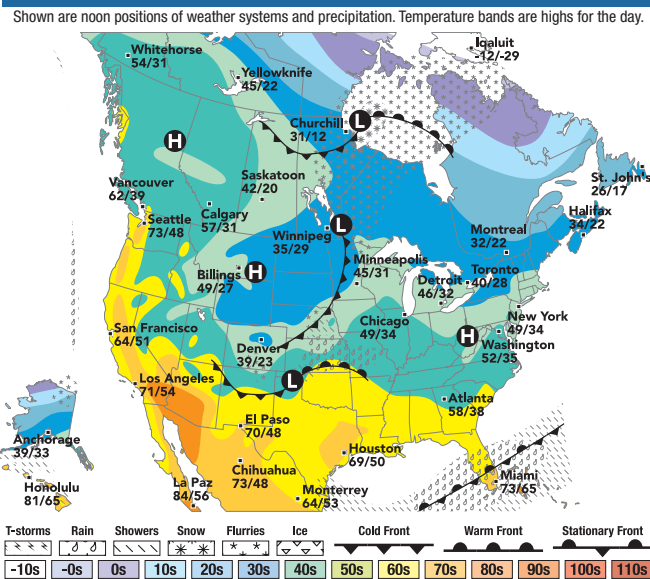 Shown are noon positions of weather systems and precipitation. Temperature bands are highs for the day.
Whitehorse
54/31
Iqaluit
-12/-29
Yellowknife
45/22
Churchill
31/12
L
H
Saskatoon
42/20
St. John's
26/17
Vancouver
62/39
Calgary
57/31
Seattle
73/48
Halifax
34/22
Winnipeg
35/29
L
Montreal
32/22
Billings
49/27
H
Minneapolis
45/31
Detroit
46/32
Toronto
40/28
San Francisco
64/51
Chicago
49/34
New York
49/34
H
Washington
52/35
Denver
39/23
L
Los Angeles
71/54
Atlanta
58/38
El Paso
70/48
Anchorage
39/33
Houston
69/50
Chihuahua
73/48
Honolulu
81/65
La Paz
84/56
Monterrey
64/53
Miami
73/65
T-storms Rain Showers Snow Flurries Ice Cold Front Warm Front Stationary Front
-10s -0s 0s 10s 20s 30s 40s 50s 60s 70s 80s 90s 100s 110s